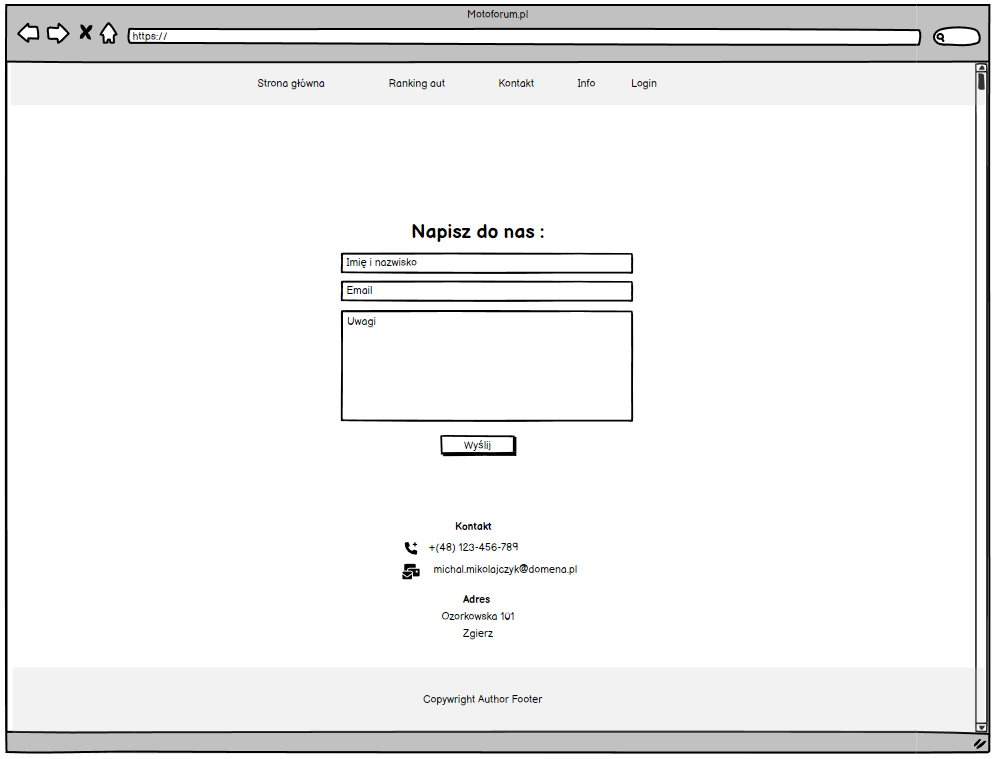 Motoforum.pl
https://
Strona główna Ranking aut Kontakt Info Login
Napisz do nas :
Imię i nazwisko
Email
Uwagi
Wyślij
Kontakt
+(48) 123-456-789
michal.mikolajczyk@domena.pl
Adres
Ozorkowska 101
Zgierz
Copywright Author Footer